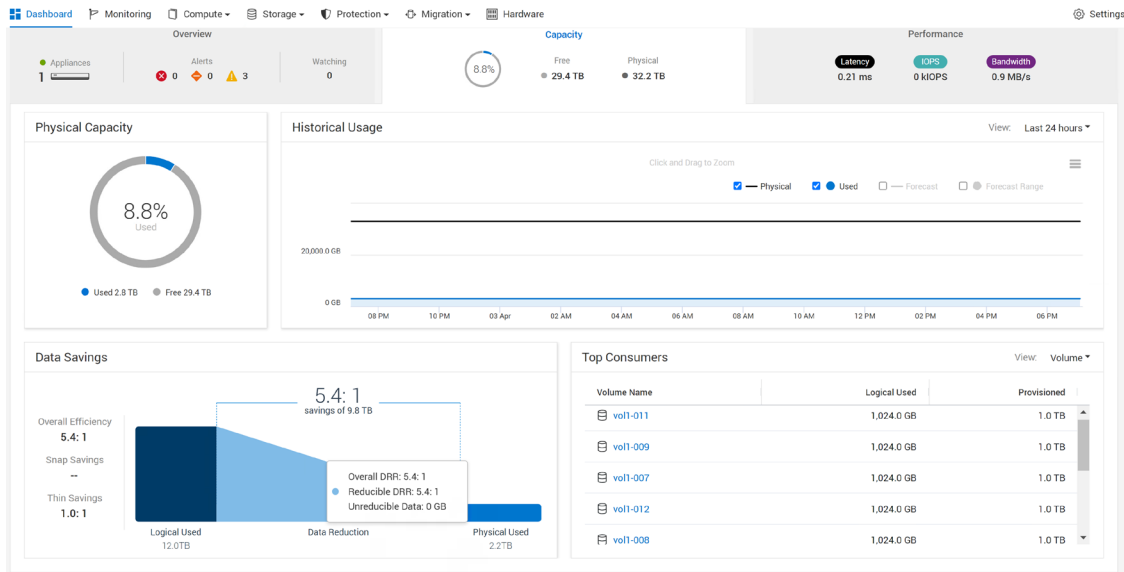 Dashboard Monitoring Compute Storage Protection Migration Hardware Settings
Overview
Appliances
1
Alerts
0 0 3
Watching
0
Capacity
8.8%
Free
29.4 TB
Physical
32.2 TB
Performance
Latency
0.21 ms
IOPS
0 kIOPS
Bandwidth
0.9 MB/s
Physical Capacity
8.8%
Used
Used 2.8 TB Free 29.4 TB
Historical Usage
View: Last 24 hours
Click and Drag to Zoom
Physical Used Forecast Forecast Range
20,000.0 GB
0 GB
08 PM 10 PM 03 Apr 02 AM 04 AM 06 AM 08 AM 10 AM 12 PM 02 PM 04 PM 06 PM
Data Savings
Overall Efficiency
5.4: 1
Snap Savings
--
Thin Savings
1.0: 1
5.4: 1
savings of 9.8 TB
Overall DRR: 5.4: 1
Reducible DRR: 5.4: 1
Unreducible Data: 0 GB
Logical Used
12.0TB
Data Reduction
Physical Used
2.2TB
Top Consumers
View: Volume
Volume Name Logical Used Provisioned
vol1-011 1,024.0 GB 1.0 TB
vol1-009 1,024.0 GB 1.0 TB
vol1-007 1,024.0 GB 1.0 TB
vol1-012 1,024.0 GB 1.0 TB
vol1-008 1,024.0 GB 1.0 TB